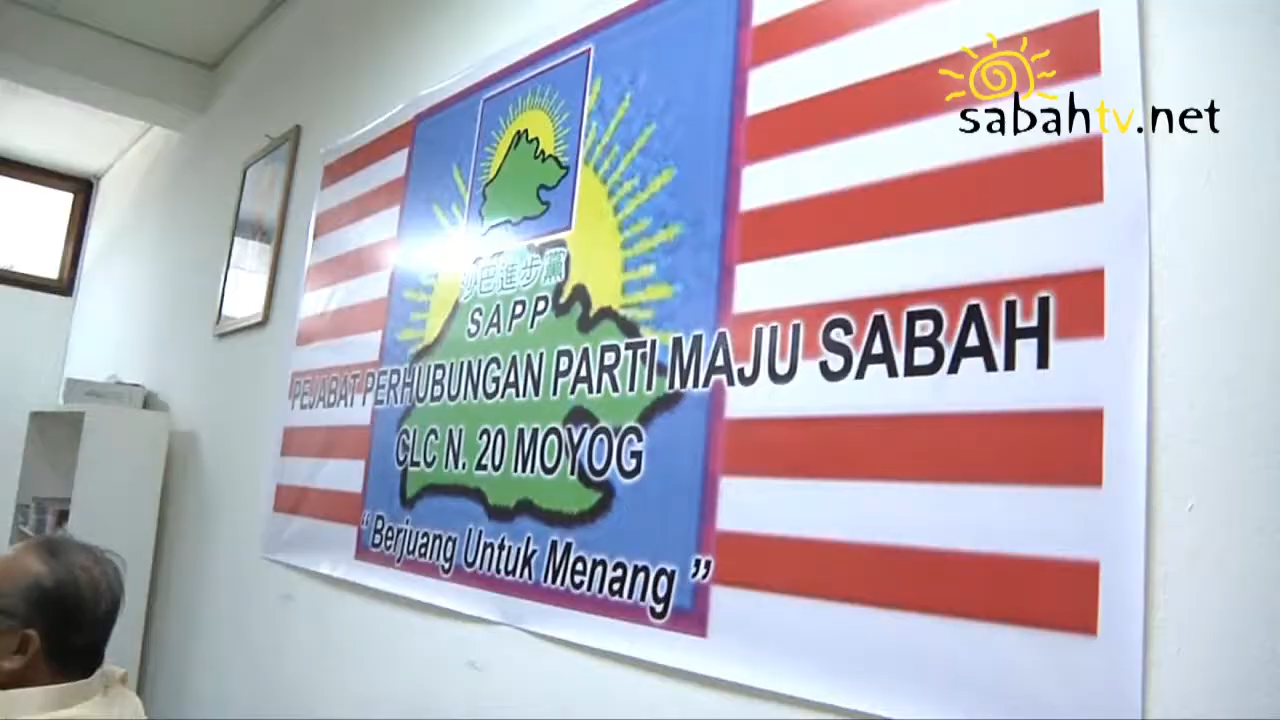 sabahtv.net
沙巴進步黨
SAPP
PEJABAT PERHUBUNGAN PARTI MAJU SABAH
CLC N. 20 MOYOG
“Berjuang Untuk Menang”